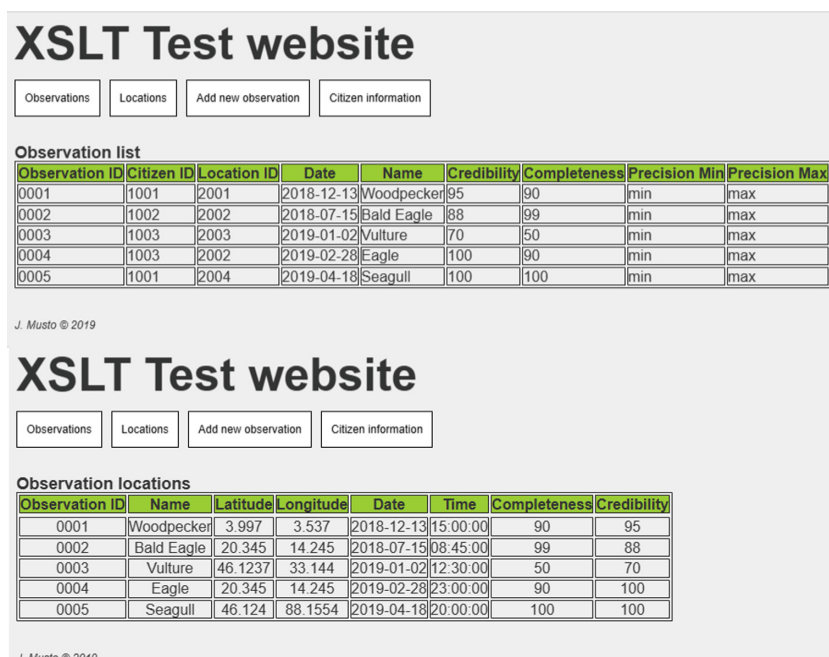 XSLT Test website
Observations Locations Add new observation Citizen information
Observation list
Observation ID Citizen ID Location ID Date Name Credibility Completeness Precision Min Precision Max
0001 1001 2001 2018-12-13 Woodpecker 95 90 min max
0002 1002 2002 2018-07-15 Bald Eagle 88 99 min max
0003 1003 2003 2019-01-02 Vulture 70 50 min max
0004 1003 2002 2019-02-28 Eagle 100 90 min max
0005 1001 2004 2019-04-18 Seagull 100 100 min max
J. Musto © 2019
XSLT Test website
Observations Locations Add new observation Citizen information
Observation locations
Observation ID Name Latitude Longitude Date Time Completeness Credibility
0001 Woodpecker 3.997 3.537 2018-12-13 15:00:00 90 95
0002 Bald Eagle 20.345 14.245 2018-07-15 08:45:00 99 88
0003 Vulture 46.1237 33.144 2019-01-02 12:30:00 50 70
0004 Eagle 20.345 14.245 2019-02-28 23:00:00 90 100
0005 Seagull 46.124 88.1554 2019-04-18 20:00:00 100 100
J. Musto © 2019